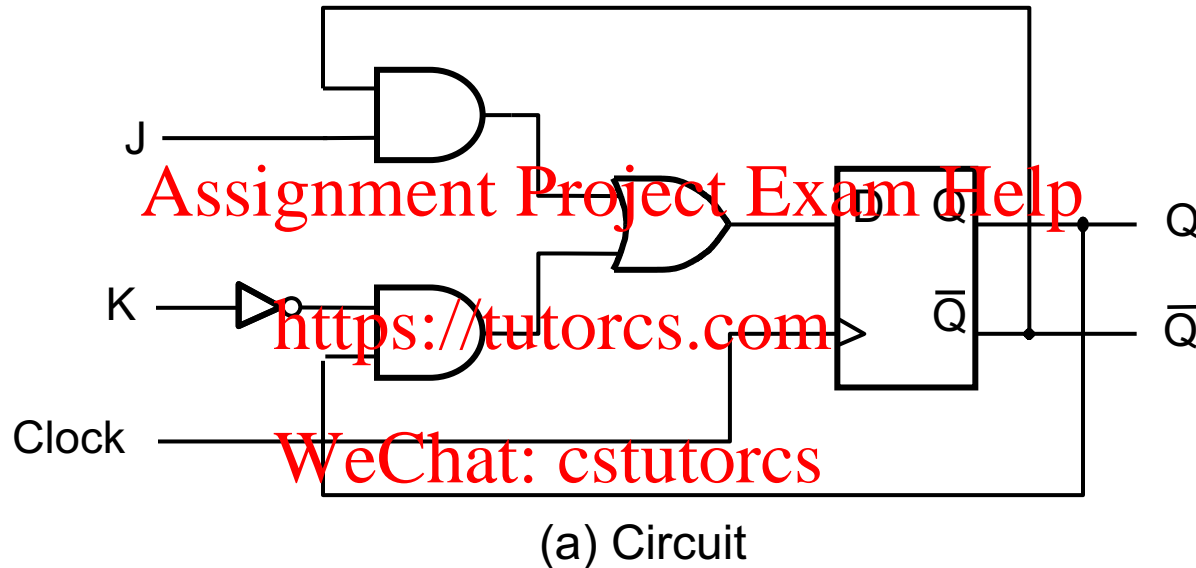 J
Assignment Project Exam Help
D Q
Q
K
https://tutorcs.com
Q̅
Q̅
Clock
WeChat: cstutorcs
(a) Circuit